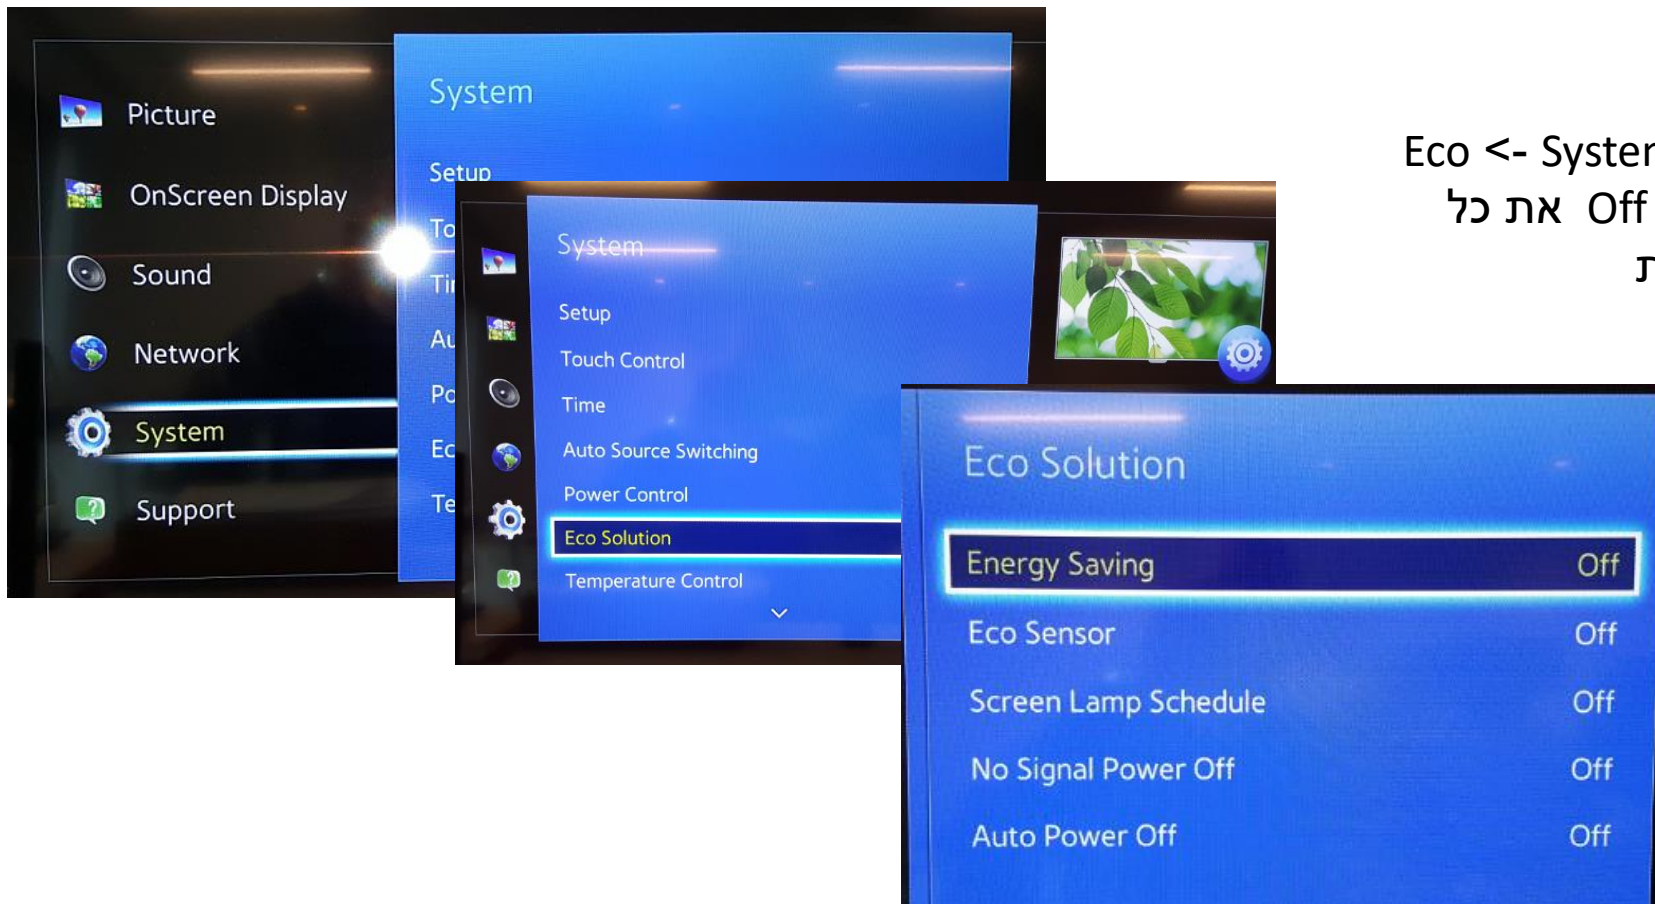 Picture
OnScreen Display
Sound
Network
System
Support
System
Setup
System
Setup
Touch Control
Time
Auto Source Switching
Power Control
Eco Solution
Temperature Control
Eco Solution
Energy Saving Off
Eco Sensor Off
Screen Lamp Schedule Off
No Signal Power Off Off
Auto Power Off Off
Eco <- System
Off את כל